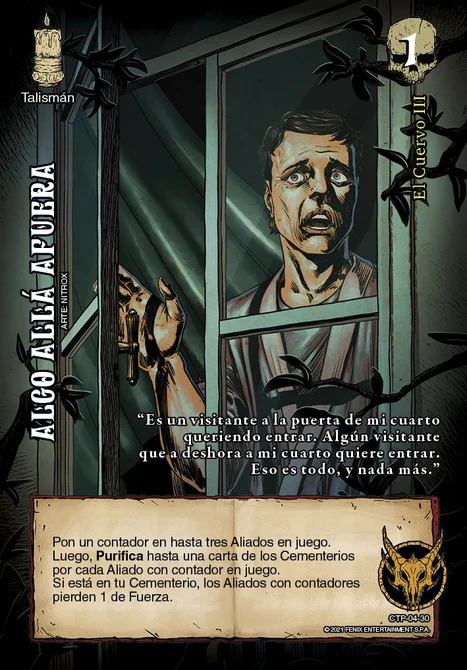 Talismán
1
El Cuervo III
ALGO ALLÁ AFUERA
ARTE: NITROX
“Es un visitante a la puerta de mi cuarto
queriendo entrar. Algún visitante
que a deshora a mi cuarto quiere entrar.
Eso es todo, y nada más.”
Pon un contador en hasta tres Aliados en juego.
Luego, Purifica hasta una carta de los Cementerios
por cada Aliado con contador en juego.
Si está en tu Cementerio, los Aliados con contadores
pierden 1 de Fuerza.
CTP-04-30
© 2021 FENIX ENTERTAINMENT S.P.A.